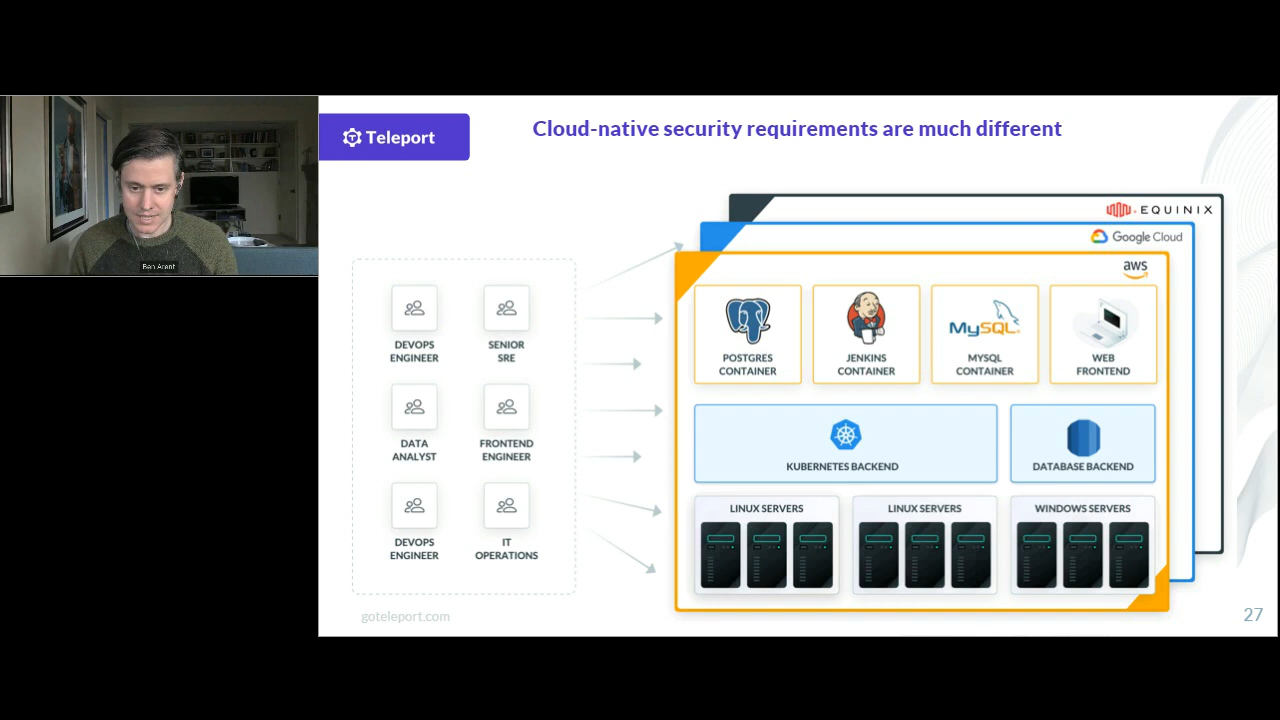 Ben Arent
Teleport
Cloud-native security requirements are much different
EQUINIX
Google Cloud
aws
DEVOPS
ENGINEER
SENIOR
SRE
DATA
ANALYST
FRONTEND
ENGINEER
DEVOPS
ENGINEER
IT
OPERATIONS
POSTGRES
CONTAINER
JENKINS
CONTAINER
MySQL
MYSQL
CONTAINER
WEB
FRONTEND
KUBERNETES BACKEND
DATABASE BACKEND
LINUX SERVERS
LINUX SERVERS
WINDOWS SERVERS
goteleport.com
27